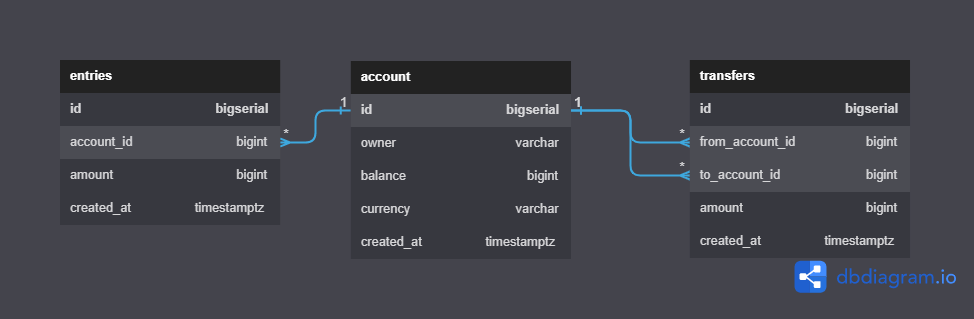 entries
id bigserial
account_id bigint
amount bigint
created_at timestamptz
1
*
account
id bigserial
owner varchar
balance bigint
currency varchar
created_at timestamptz
1
*
*
transfers
id bigserial
from_account_id bigint
to_account_id bigint
amount bigint
created_at timestamptz
dbdiagram.io